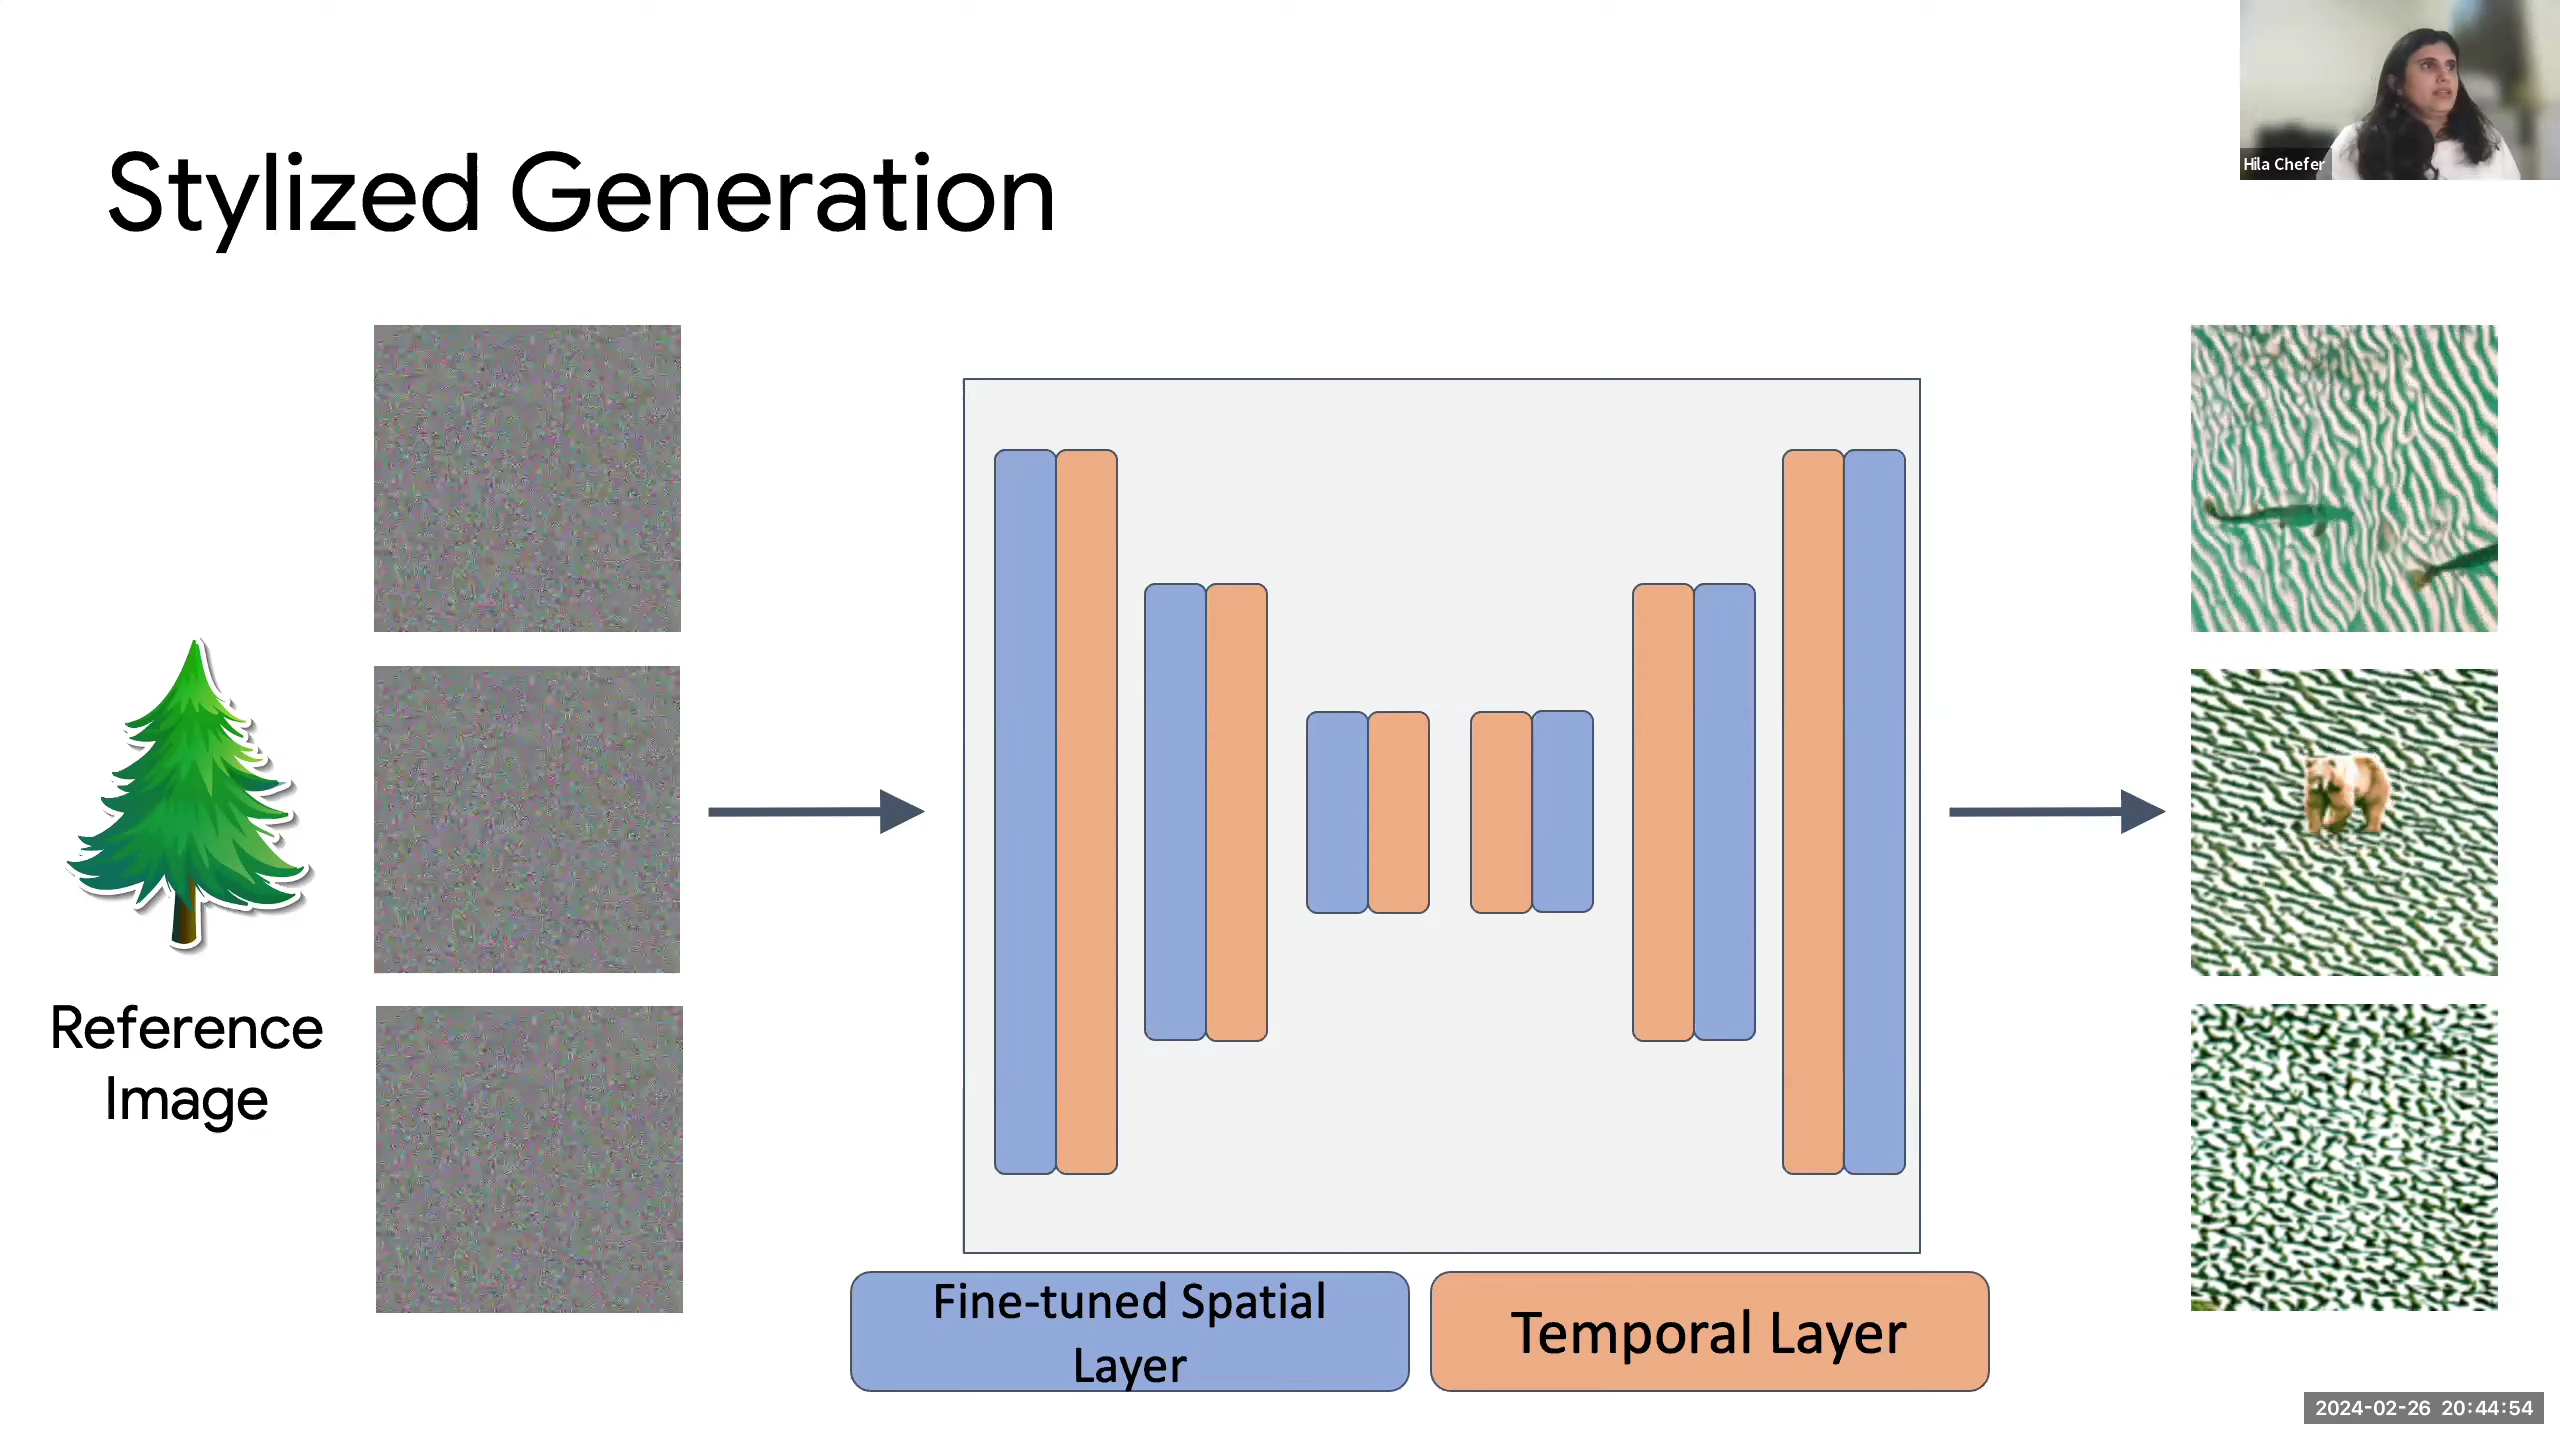 Hila Chefer
Stylized Generation
Reference
Image
Fine-tuned Spatial
Layer
Temporal Layer
2024-02-26 20:44:54